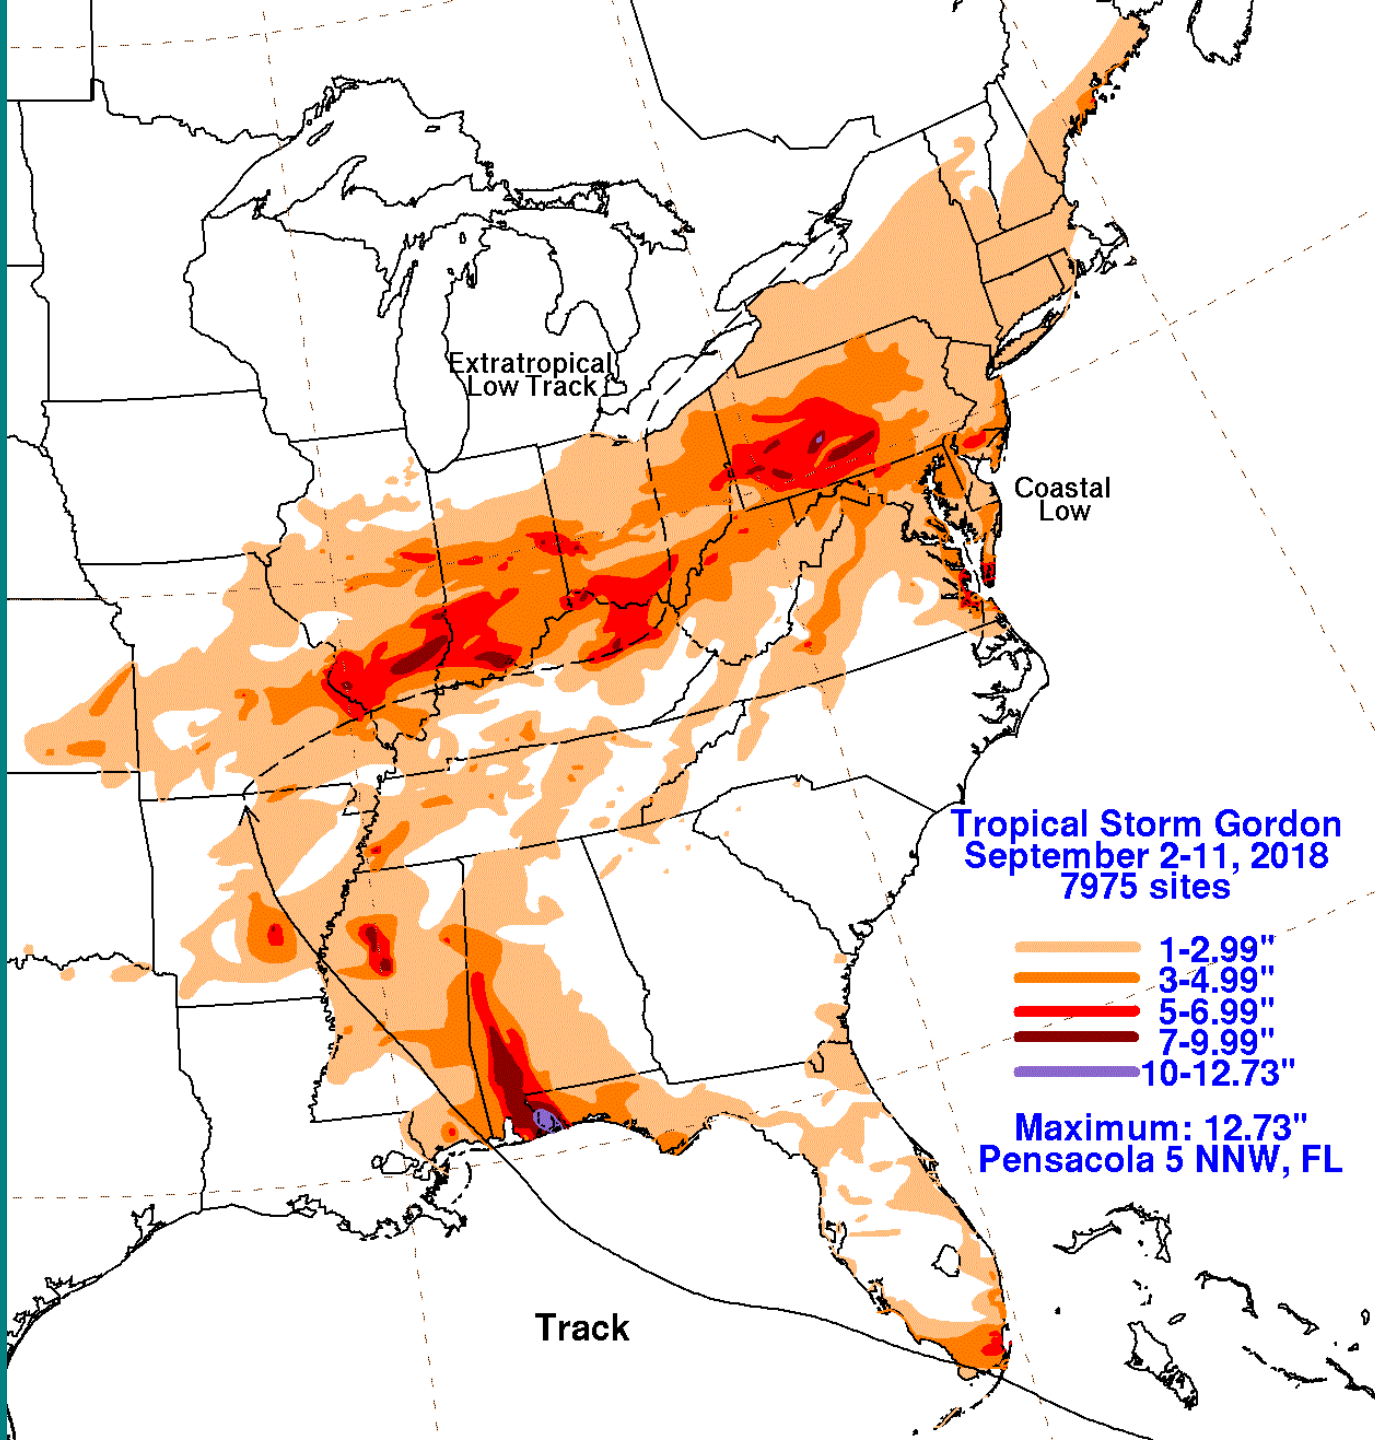 Extratropical
Low Track
Coastal
Low
Tropical Storm Gordon
September 2-11, 2018
7975 sites
1-2.99"
3-4.99"
5-6.99"
7-9.99"
10-12.73"
Maximum: 12.73"
Pensacola 5 NNW, FL
Track